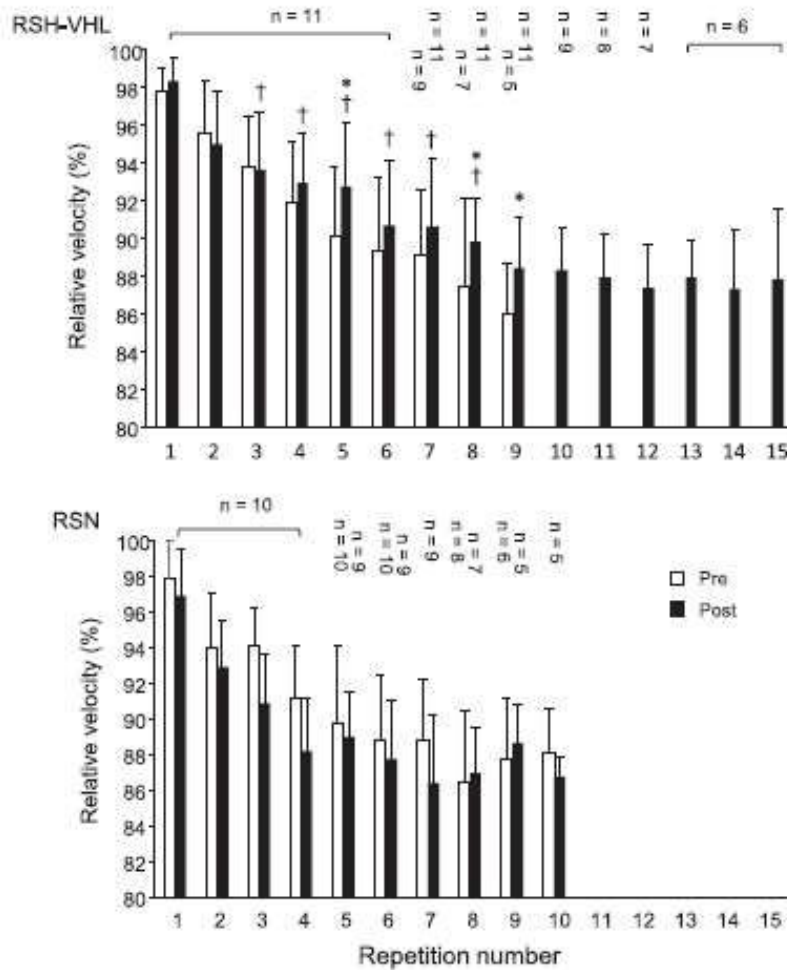 RSH-VHL
n = 11
n = 9
n = 11
n = 7
n = 11
n = 5
n = 11
n = 9
n = 8
n = 7
n = 6
Relative velocity (%)
100
98
96
94
92
90
88
86
84
82
80
†
†
*
†
†
†
*
†
*
1 2 3 4 5 6 7 8 9 10 11 12 13 14 15
RSN
n = 10
n = 10
n = 9
n = 10
n = 9
n = 9
n = 8
n = 7
n = 6
n = 5
n = 5
Relative velocity (%)
100
98
96
94
92
90
88
86
84
82
80
Pre
Post
1 2 3 4 5 6 7 8 9 10 11 12 13 14 15
Repetition number